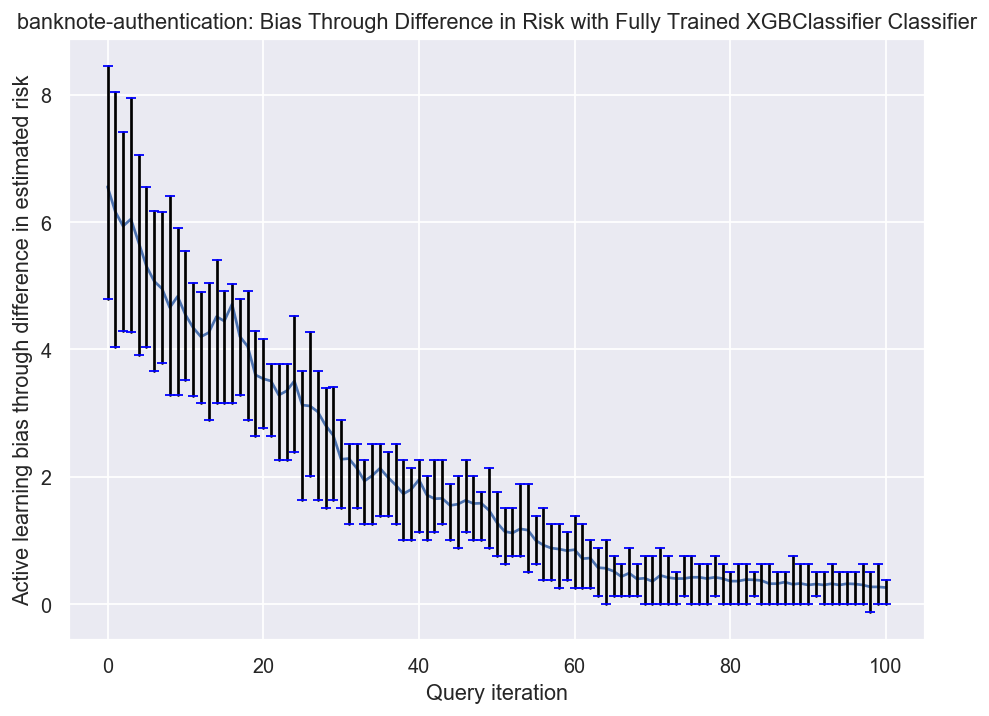 banknote-authentication: Bias Through Difference in Risk with Fully Trained XGBClassifier Classifier
Active learning bias through difference in estimated risk
8
6
4
2
0
0 20 40 60 80 100
Query iteration